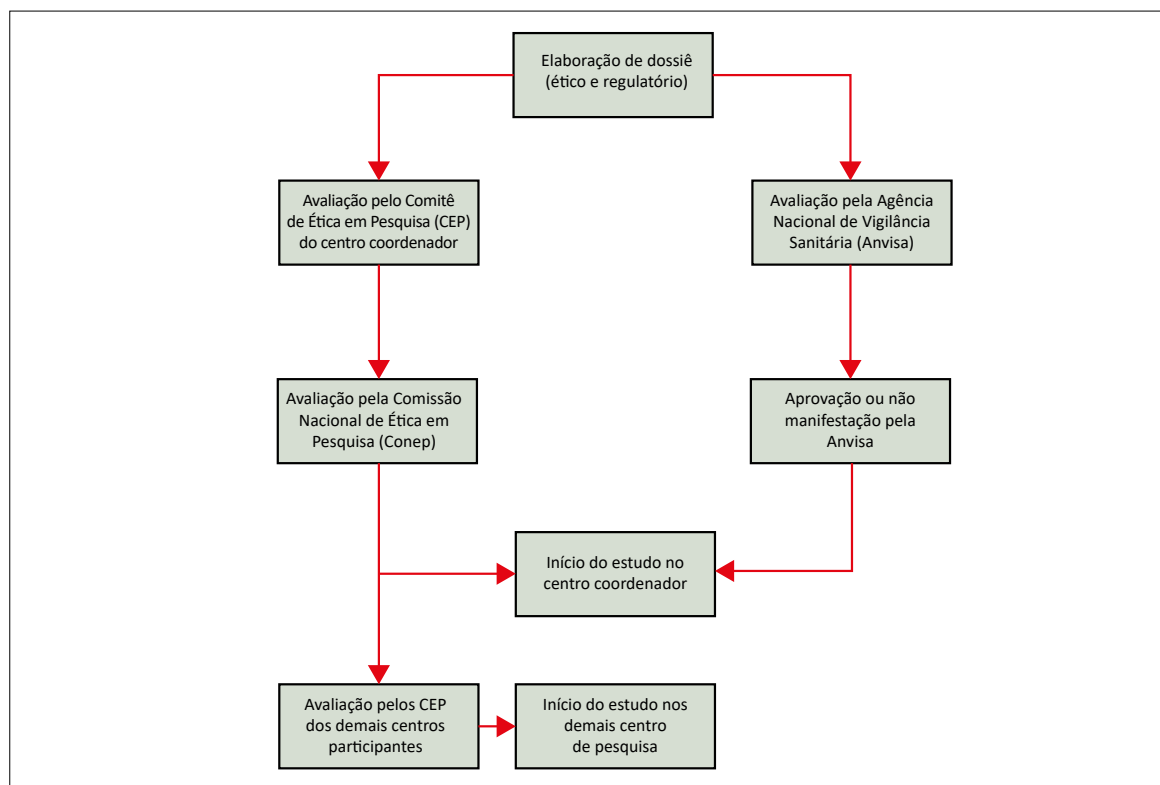 Elaboração de dossiê
(ético e regulatório)
Avaliação pelo Comitê
de Ética em Pesquisa (CEP)
do centro coordenador
Avaliação pela Agência
Nacional de Vigilância
Sanitária (Anvisa)
Avaliação pela Comissão
Nacional de Ética em
Pesquisa (Conep)
Aprovação ou não
manifestação pela
Anvisa
Início do estudo no
centro coordenador
Avaliação pelos CEP
dos demais centros
participantes
Início do estudo nos
demais centro
de pesquisa